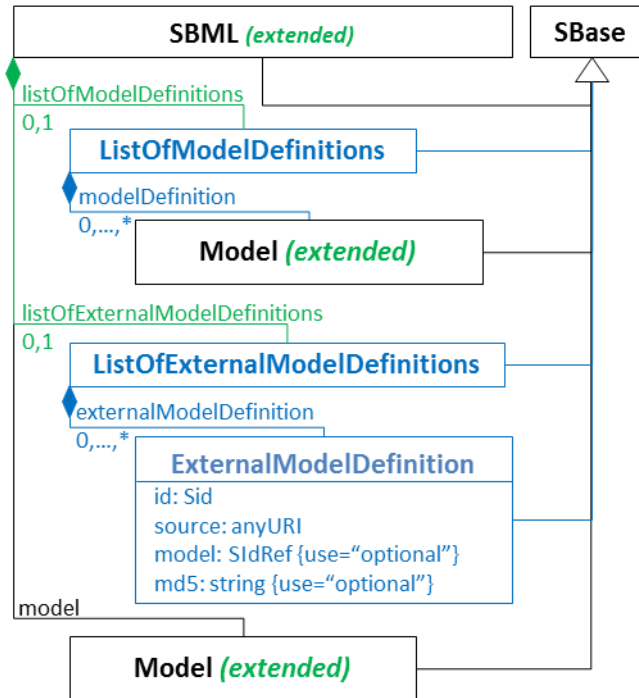 SBML (extended)
SBase
listOfModelDefinitions
0,1
ListOfModelDefinitions
modelDefinition
0,...,*
Model (extended)
listOfExternalModelDefinitions
0,1
ListOfExternalModelDefinitions
externalModelDefinition
0,...,*
ExternalModelDefinition
id: Sid
source: anyURI
model: SIdRef {use=“optional”}
md5: string {use=“optional”}
model
Model (extended)